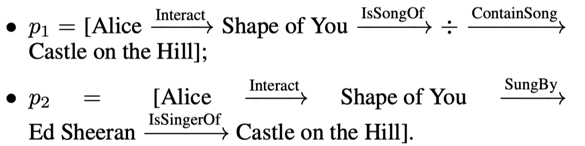 • p₁ = [Alice —Interact→ Shape of You —IsSongOf→ ÷ —ContainSong→
Castle on the Hill];
• p₂ = [Alice —Interact→ Shape of You —SungBy→
Ed Sheeran —IsSingerOf→ Castle on the Hill].